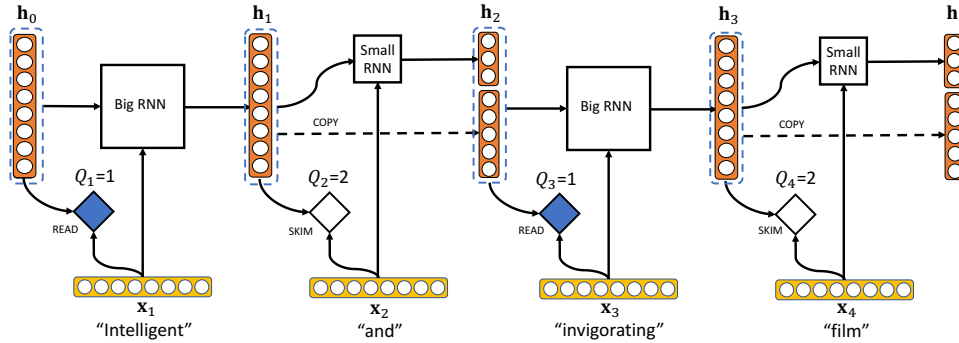 h0 h1 h2 h3 h
Small
RNN
Small
RNN
Big RNN
Big RNN
COPY
COPY
Q1=1 Q2=2 Q3=1 Q4=2
READ SKIM READ SKIM
x1 x2 x3 x4
“Intelligent” “and” “invigorating” “film”